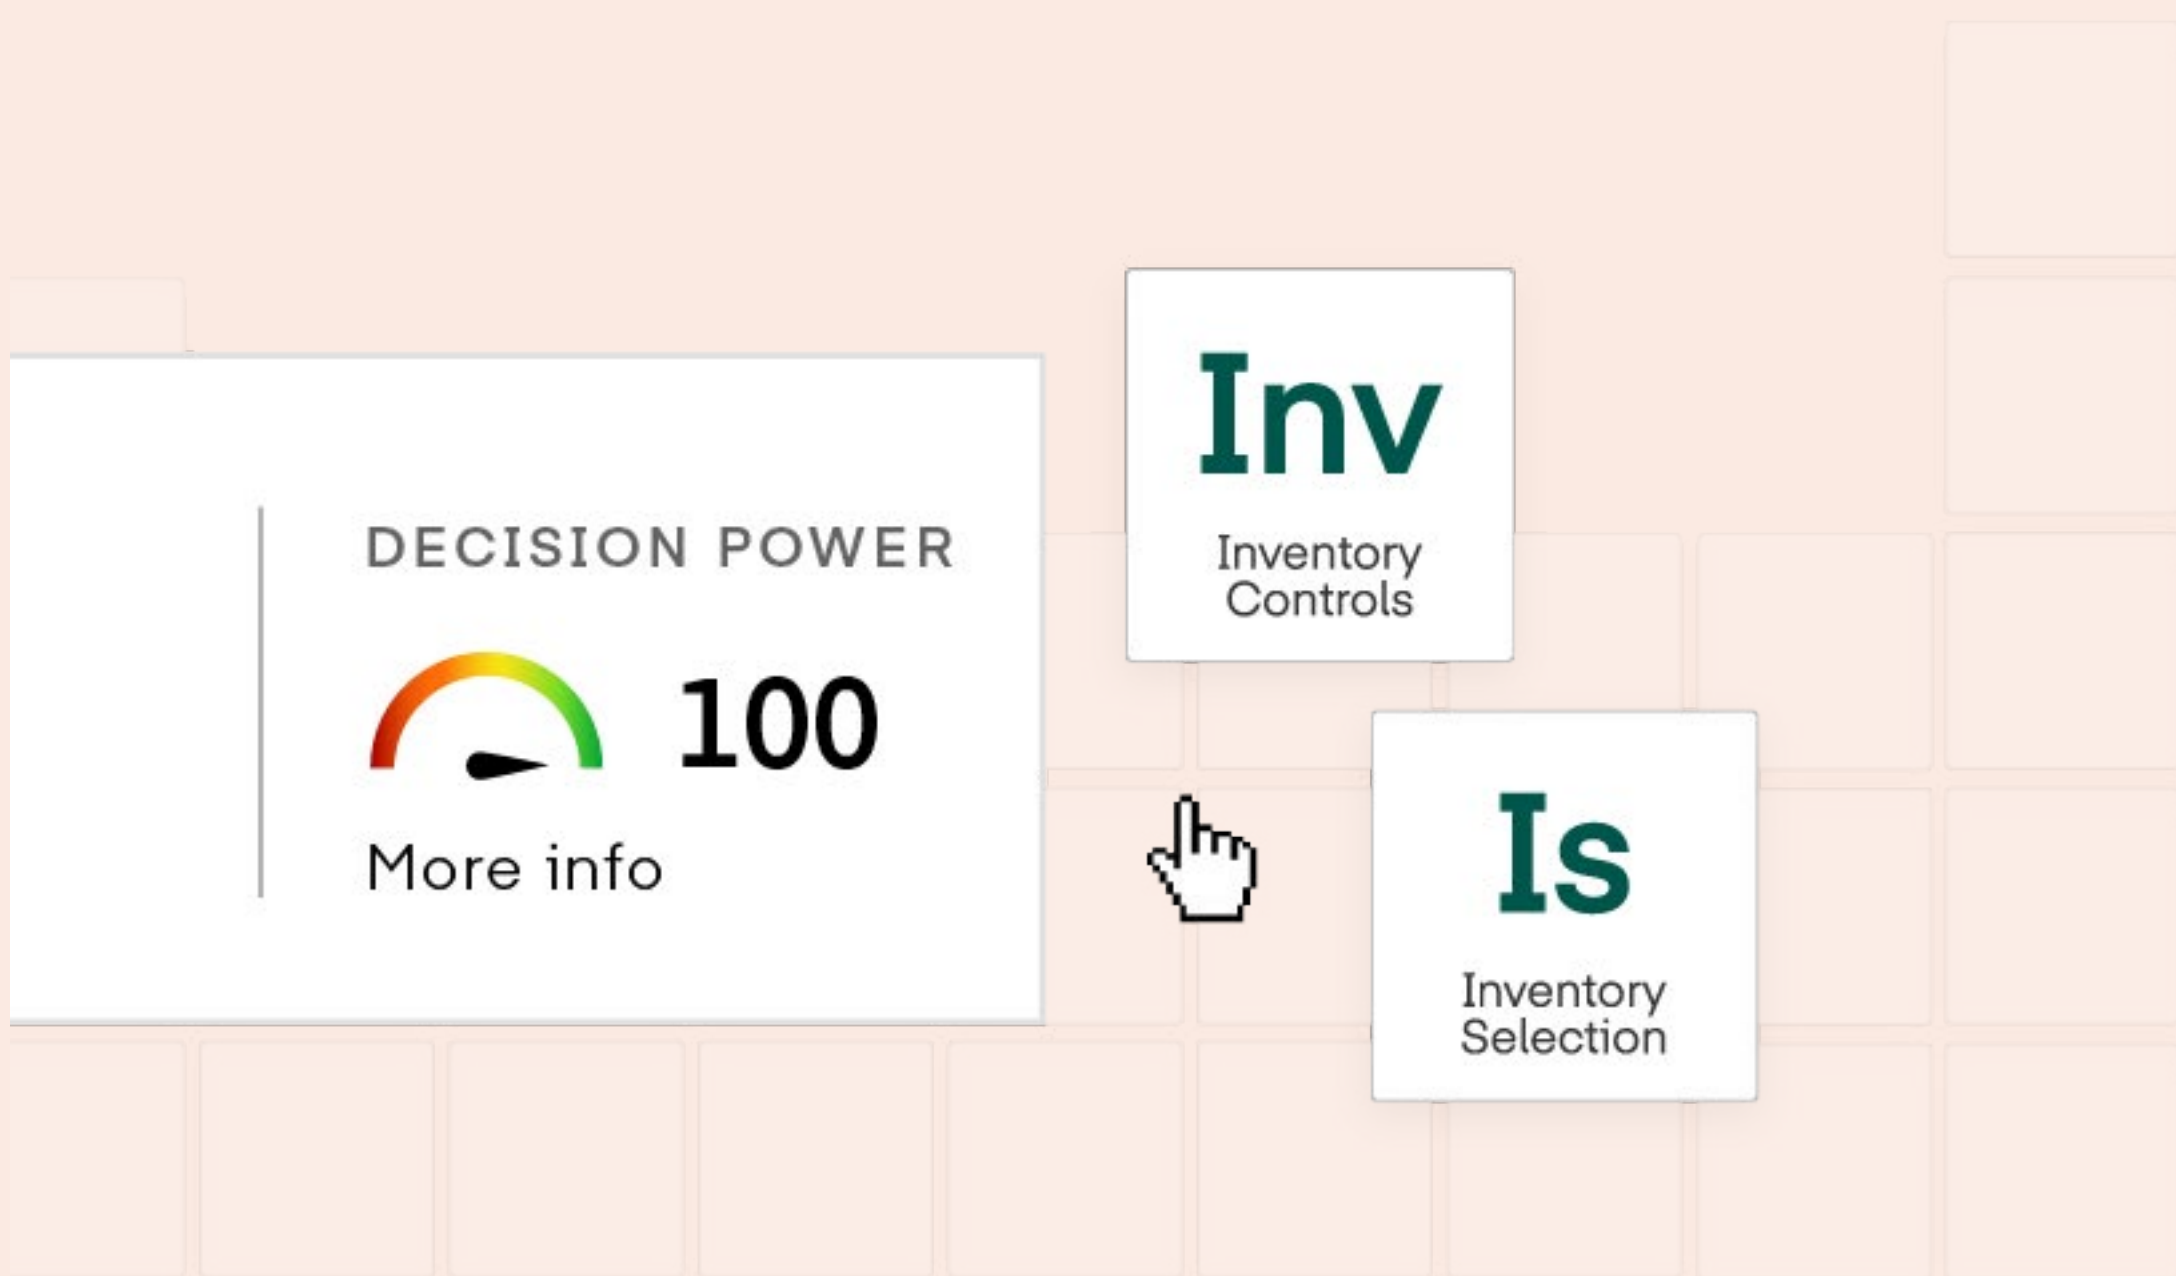 DECISION POWER
100
More info
Inv
Inventory
Controls
Is
Inventory
Selection